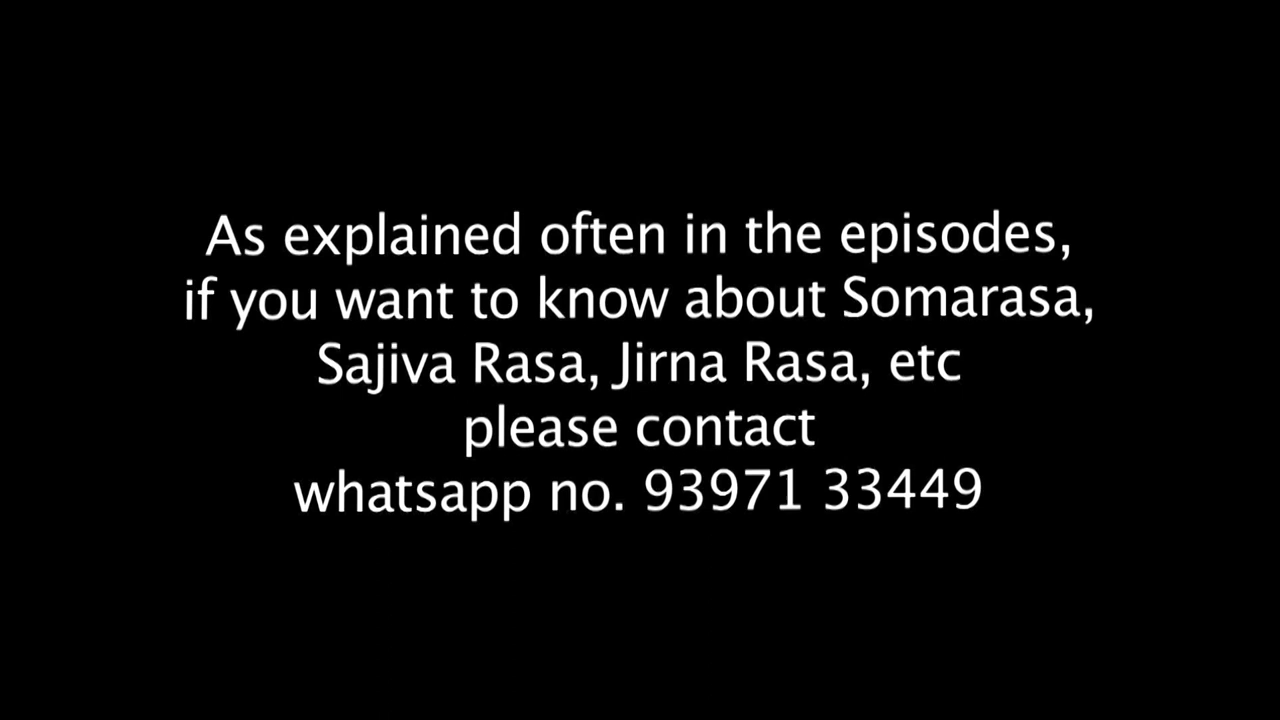 As explained often in the episodes,
if you want to know about Somarasa,
Sajiva Rasa, Jirna Rasa, etc
please contact
whatsapp no. 93971 33449